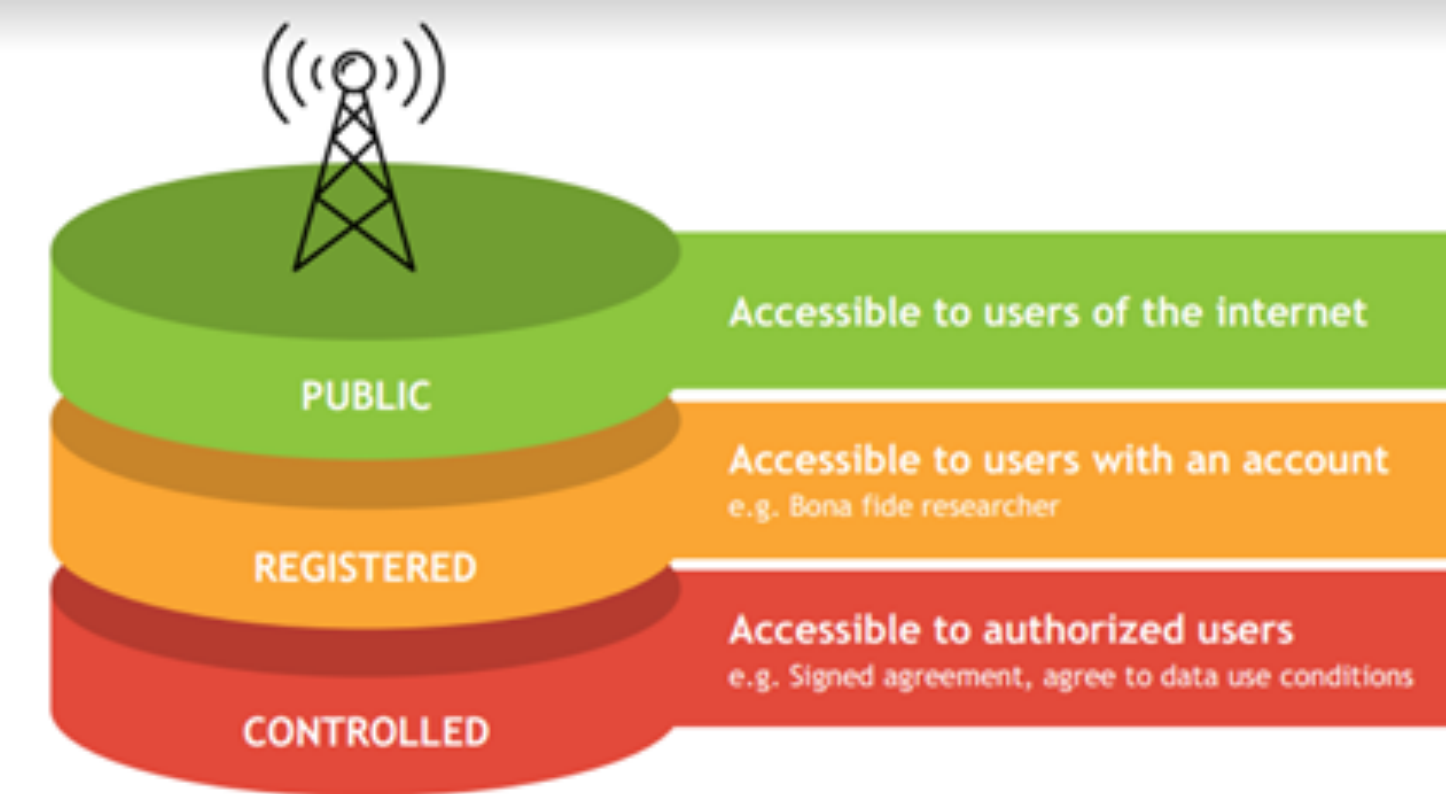 PUBLIC
Accessible to users of the internet
REGISTERED
Accessible to users with an account
e.g. Bona fide researcher
CONTROLLED
Accessible to authorized users
e.g. Signed agreement, agree to data use conditions